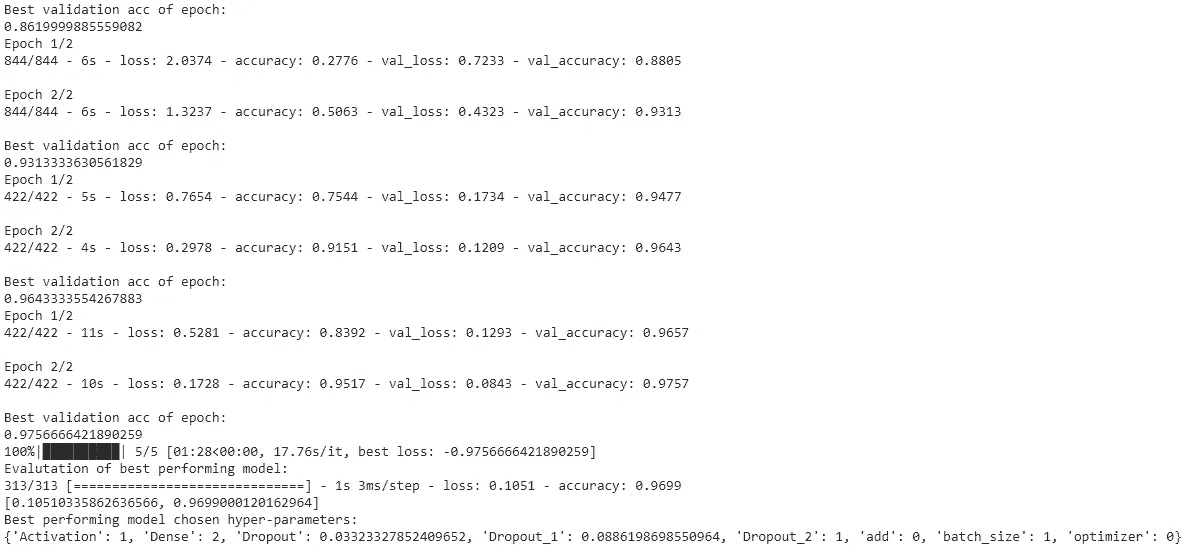 Best validation acc of epoch:
0.8619999885559082
Epoch 1/2
844/844 - 6s - loss: 2.0374 - accuracy: 0.2776 - val_loss: 0.7233 - val_accuracy: 0.8805
Epoch 2/2
844/844 - 6s - loss: 1.3237 - accuracy: 0.5063 - val_loss: 0.4323 - val_accuracy: 0.9313
Best validation acc of epoch:
0.9313333630561829
Epoch 1/2
422/422 - 5s - loss: 0.7654 - accuracy: 0.7544 - val_loss: 0.1734 - val_accuracy: 0.9477
Epoch 2/2
422/422 - 4s - loss: 0.2978 - accuracy: 0.9151 - val_loss: 0.1209 - val_accuracy: 0.9643
Best validation acc of epoch:
0.9643333554267883
Epoch 1/2
422/422 - 11s - loss: 0.5281 - accuracy: 0.8392 - val_loss: 0.1293 - val_accuracy: 0.9657
Epoch 2/2
422/422 - 10s - loss: 0.1728 - accuracy: 0.9517 - val_loss: 0.0843 - val_accuracy: 0.9757
Best validation acc of epoch:
0.9756666421890259
100%|██████████| 5/5 [01:28<00:00, 17.76s/it, best loss: -0.9756666421890259]
Evalutation of best performing model:
313/313 [==============================] - 1s 3ms/step - loss: 0.1051 - accuracy: 0.9699
[0.10510335862636566, 0.9699000120162964]
Best performing model chosen hyper-parameters:
{'Activation': 1, 'Dense': 2, 'Dropout': 0.03323327852409652, 'Dropout_1': 0.0886198698550964, 'Dropout_2': 1, 'add': 0, 'batch_size': 1, 'optimizer': 0}